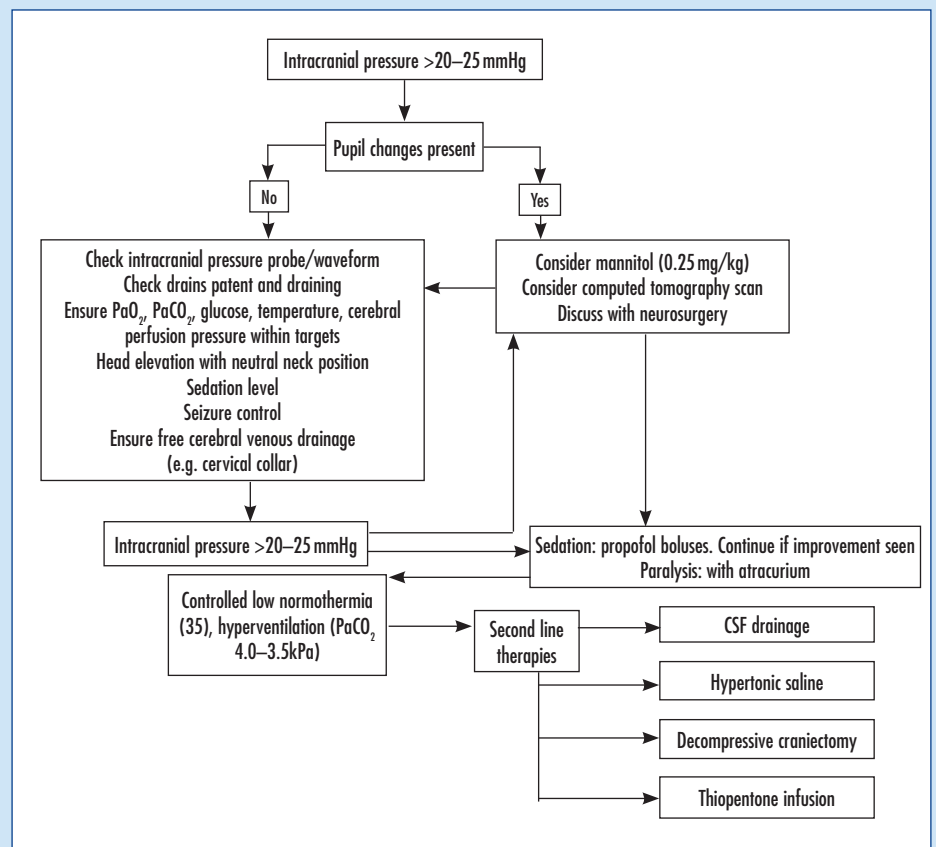 Intracranial pressure >20–25 mmHg
Pupil changes present
No
Yes
Check intracranial pressure probe/waveform
Check drains patent and draining
Ensure PaO₂, PaCO₂, glucose, temperature, cerebral
perfusion pressure within targets
Head elevation with neutral neck position
Sedation level
Seizure control
Ensure free cerebral venous drainage
(e.g. cervical collar)
Consider mannitol (0.25 mg/kg)
Consider computed tomography scan
Discuss with neurosurgery
Intracranial pressure >20–25 mmHg
Sedation: propofol boluses. Continue if improvement seen
Paralysis: with atracurium
Controlled low normothermia
(35), hyperventilation (PaCO₂
4.0–3.5kPa)
Second line
therapies
CSF drainage
Hypertonic saline
Decompressive craniectomy
Thiopentone infusion